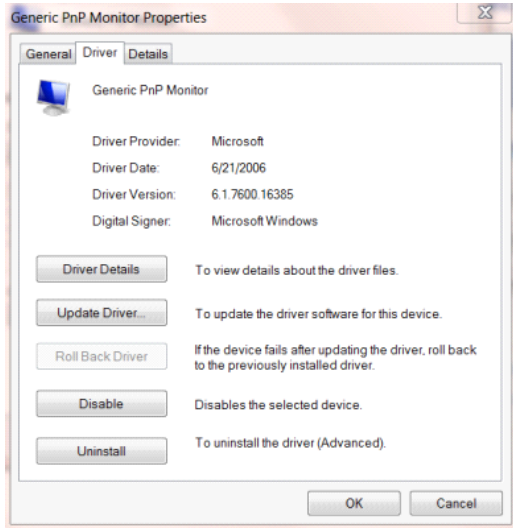 Generic PnP Monitor Properties
General Driver Details
Generic PnP Monitor
Driver Provider: Microsoft
Driver Date: 6/21/2006
Driver Version: 6.1.7600.16385
Digital Signer: Microsoft Windows
Driver Details To view details about the driver files.
Update Driver... To update the driver software for this device.
Roll Back Driver If the device fails after updating the driver, roll back
to the previously installed driver.
Disable Disables the selected device.
Uninstall To uninstall the driver (Advanced).
OK Cancel